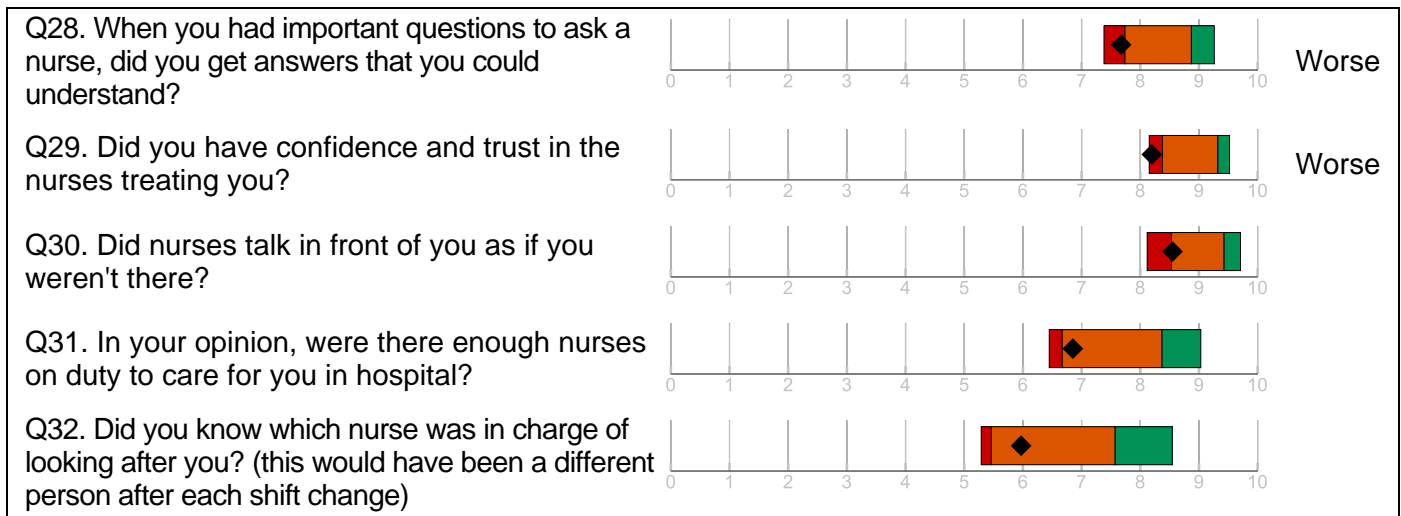 Q28. When you had important questions to ask a
nurse, did you get answers that you could
understand?
0 1 2 3 4 5 6 7 8 9 10
Worse
Q29. Did you have confidence and trust in the
nurses treating you?
0 1 2 3 4 5 6 7 8 9 10
Worse
Q30. Did nurses talk in front of you as if you
weren't there?
0 1 2 3 4 5 6 7 8 9 10
Q31. In your opinion, were there enough nurses
on duty to care for you in hospital?
0 1 2 3 4 5 6 7 8 9 10
Q32. Did you know which nurse was in charge of
looking after you? (this would have been a different
person after each shift change)
0 1 2 3 4 5 6 7 8 9 10